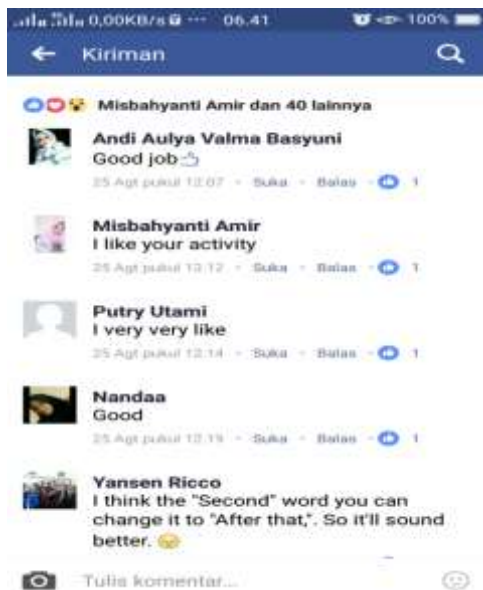 0,00KB/s ··· 06.41 100%
Kiriman
Misbahyanti Amir dan 40 lainnya
Andi Aulya Valma Basyuni
Good job
25 Agt pukul 12:07 · Suka · Balas · 1
Misbahyanti Amir
I like your activity
25 Agt pukul 12:12 · Suka · Balas · 1
Putry Utami
I very very like
25 Agt pukul 12:14 · Suka · Balas · 1
Nandaa
Good
25 Agt pukul 12:19 · Suka · Balas · 1
Yansen Ricco
I think the "Second" word you can
change it to "After that,". So it'll sound
better.
Tulis komentar...